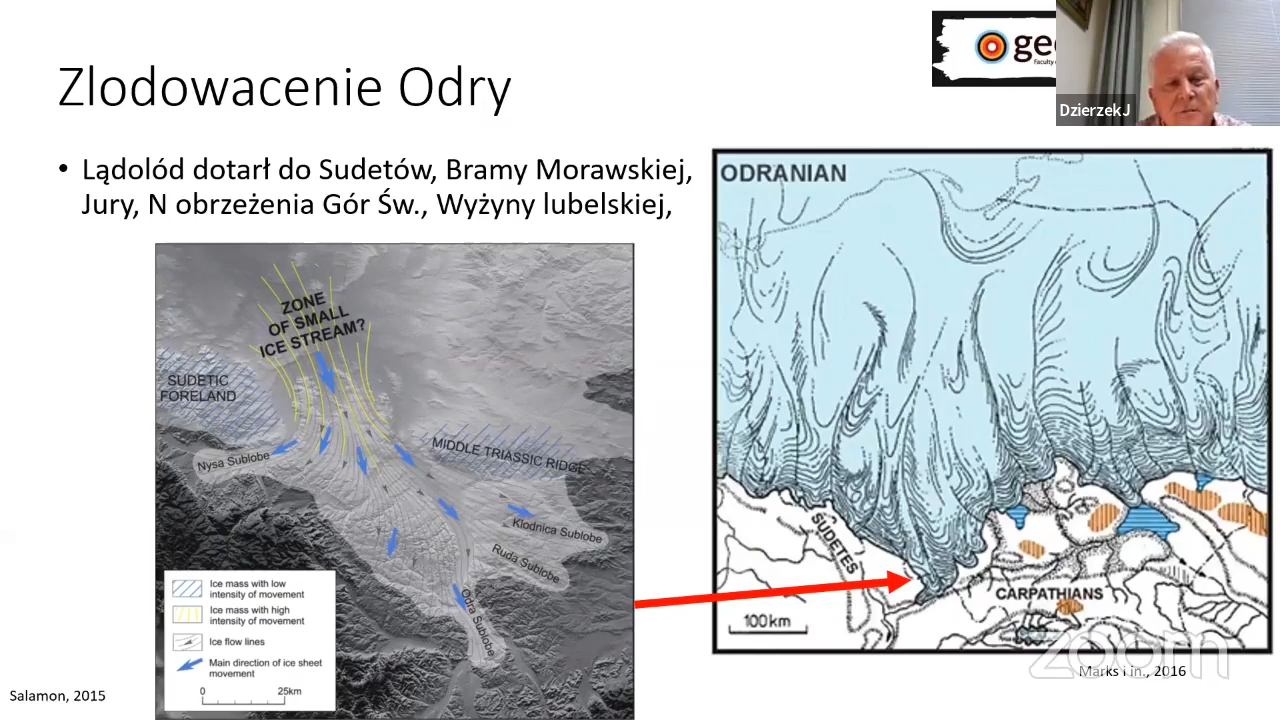 Zlodowacenie Odry
DzierzekJ
• Lądolód dotarł do Sudetów, Bramy Morawskiej,
Jury, N obrzeżenia Gór Św., Wyżyny lubelskiej,
ZONE
OF SMALL
ICE STREAM?
SUDETIC
FORELAND
MIDDLE TRIASSIC RIDGE
Nysa Sublobe
Klodnica Sublobe
Ruda Sublobe
Odra Sublobe
Ice mass with low
intensity of movement
Ice mass with high
intensity of movement
Ice flow lines
Main direction of ice sheet
movement
0 25km
Salamon, 2015
ODRANIAN
SUDETES
CARPATHIANS
100km
zoom
Marks i in., 2016